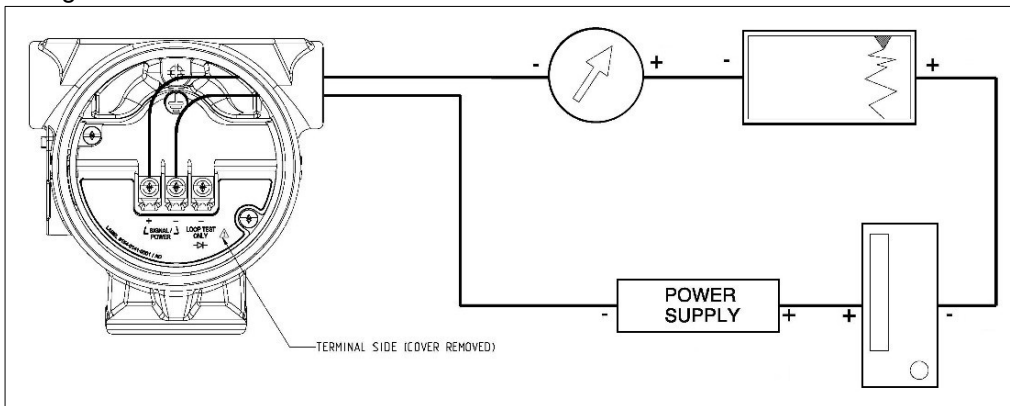 - + - +
+ - -
SIGNAL /
POWER
LOOP TEST
ONLY
TERMINAL SIDE (COVER REMOVED)
POWER
SUPPLY
- + + -